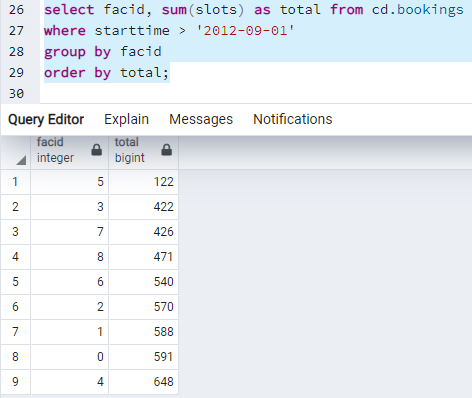 26 select facid, sum(slots) as total from cd.bookings
27 where starttime > '2012-09-01'
28 group by facid
29 order by total;
30
Query Editor Explain Messages Notifications
facid total
integer bigint
1 5 122
2 3 422
3 7 426
4 8 471
5 6 540
6 2 570
7 1 588
8 0 591
9 4 648